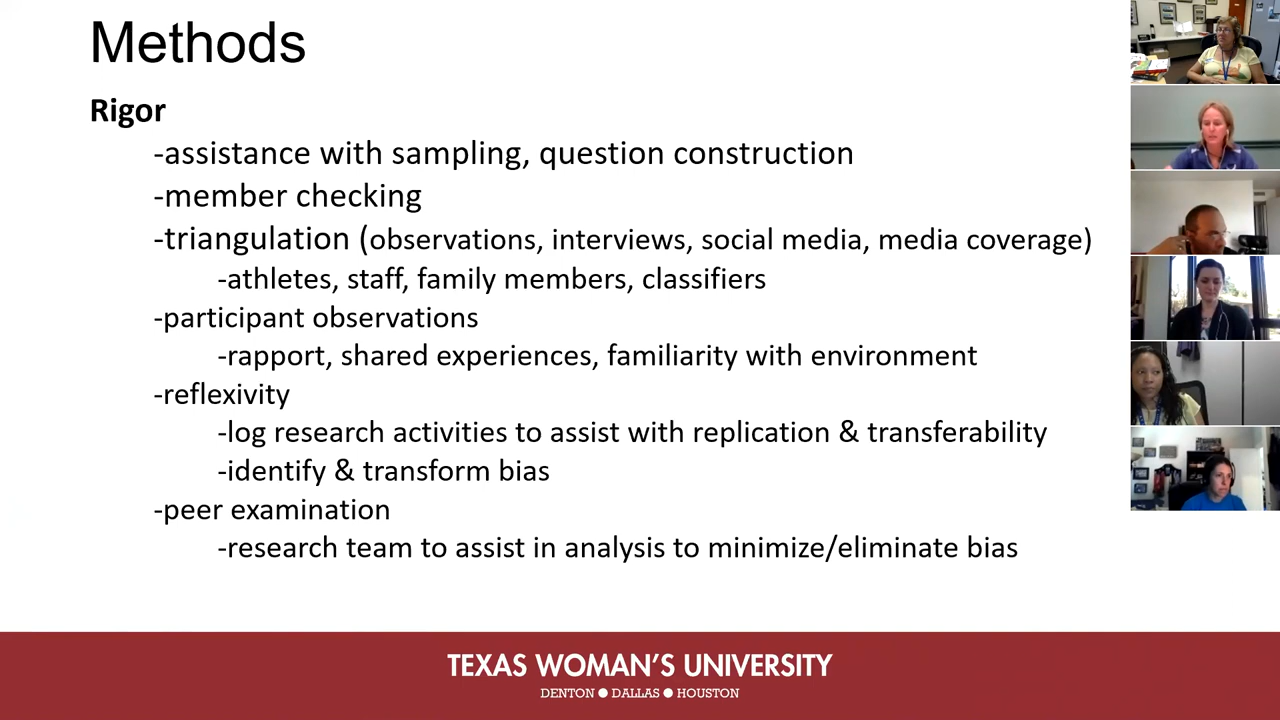 Methods
Rigor
-assistance with sampling, question construction
-member checking
-triangulation (observations, interviews, social media, media coverage)
-athletes, staff, family members, classifiers
-participant observations
-rapport, shared experiences, familiarity with environment
-reflexivity
-log research activities to assist with replication & transferability
-identify & transform bias
-peer examination
-research team to assist in analysis to minimize/eliminate bias
TEXAS WOMAN'S UNIVERSITY
DENTON ● DALLAS ● HOUSTON